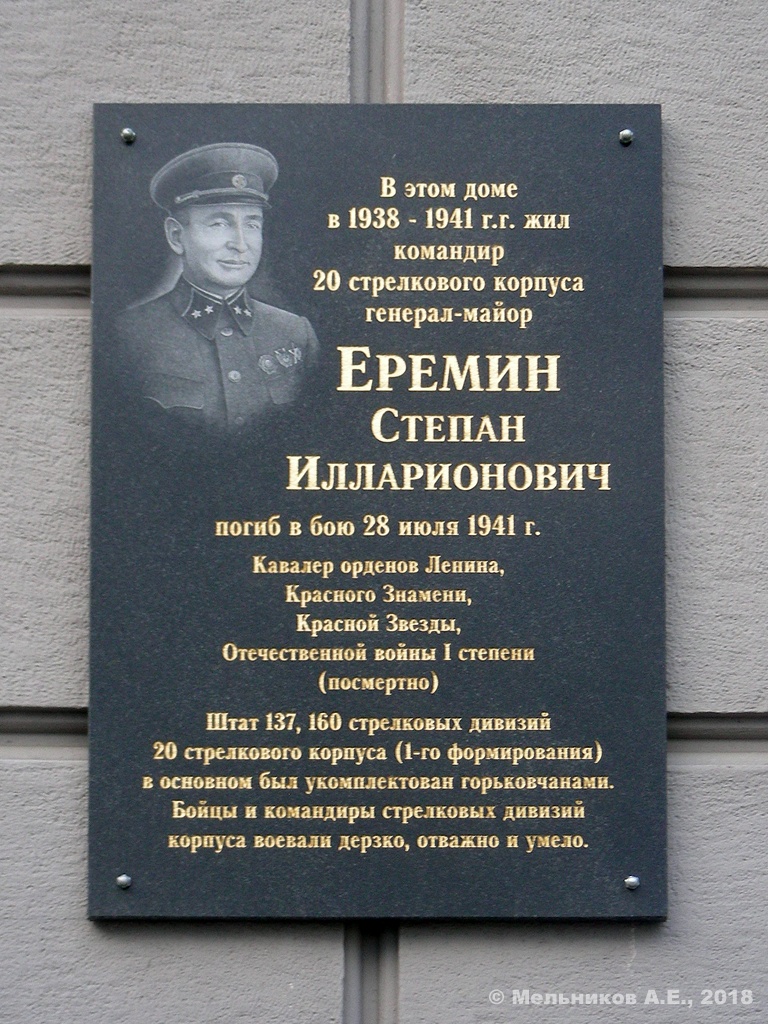 В этом доме
в 1938 - 1941 г.г. жил
командир
20 стрелкового корпуса
генерал-майор
ЕРЕМИН
СТЕПАН
ИЛЛАРИОНОВИЧ
погиб в бою 28 июля 1941 г.
Кавалер орденов Ленина,
Красного Знамени,
Красной Звезды,
Отечественной войны I степени
(посмертно)
Штат 137, 160 стрелковых дивизий
20 стрелкового корпуса (1-го формирования)
в основном был укомплектован горьковчанами.
Бойцы и командиры стрелковых дивизий
корпуса воевали дерзко, отважно и умело.
© Мельников А.Е., 2018